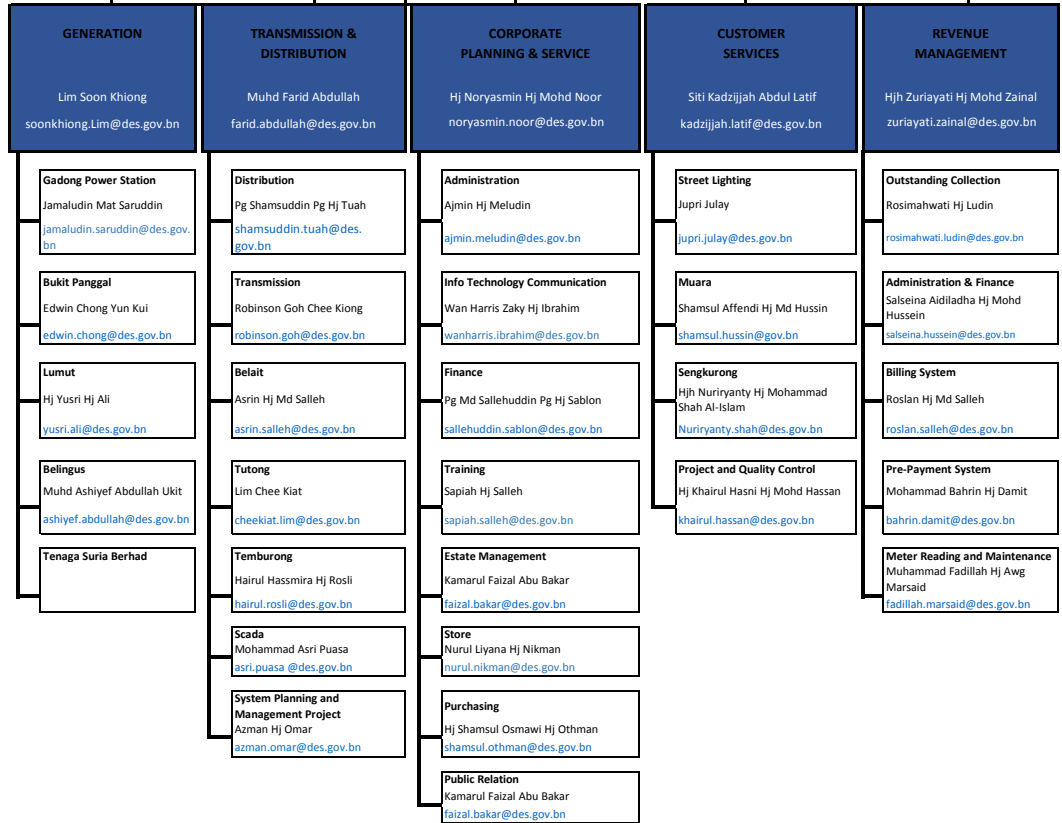 GENERATION
Lim Soon Khiong
soonkhiong.Lim@des.gov.bn
Gadong Power Station
Jamaludin Mat Saruddin
jamaludin.saruddin@des.gov.
bn
Bukit Panggal
Edwin Chong Yun Kui
edwin.chong@des.gov.bn
Lumut
Hj Yusri Hj Ali
yusri.ali@des.gov.bn
Belingus
Muhd Ashiyef Abdullah Ukit
ashiyef.abdullah@des.gov.bn
Tenaga Suria Berhad
TRANSMISSION &
DISTRIBUTION
Muhd Farid Abdullah
farid.abdullah@des.gov.bn
Distribution
Pg Shamsuddin Pg Hj Tuah
shamsuddin.tuah@des.
gov.bn
Transmission
Robinson Goh Chee Kiong
robinson.goh@des.gov.bn
Belait
Asrin Hj Md Salleh
asrin.salleh@des.gov.bn
Tutong
Lim Chee Kiat
cheekiat.lim@des.gov.bn
Temburong
Hairul Hassmira Hj Rosli
hairul.rosli@des.gov.bn
Scada
Mohammad Asri Puasa
asri.puasa @des.gov.bn
System Planning and
Management Project
Azman Hj Omar
azman.omar@des.gov.bn
CORPORATE
PLANNING & SERVICE
Hj Noryasmin Hj Mohd Noor
noryasmin.noor@des.gov.bn
Administration
Ajmin Hj Meludin
ajmin.meludin@des.gov.bn
Info Technology Communication
Wan Harris Zaky Hj Ibrahim
wanharris.ibrahim@des.gov.bn
Finance
Pg Md Sallehuddin Pg Hj Sablon
sallehuddin.sablon@des.gov.bn
Training
Sapiah Hj Salleh
sapiah.salleh@des.gov.bn
Estate Management
Kamarul Faizal Abu Bakar
faizal.bakar@des.gov.bn
Store
Nurul Liyana Hj Nikman
nurul.nikman@des.gov.bn
Purchasing
Hj Shamsul Osmawi Hj Othman
shamsul.othman@des.gov.bn
Public Relation
Kamarul Faizal Abu Bakar
faizal.bakar@des.gov.bn
CUSTOMER
SERVICES
Siti Kadzijjah Abdul Latif
kadzijjah.latif@des.gov.bn
Street Lighting
Jupri Julay
jupri.julay@des.gov.bn
Muara
Shamsul Affendi Hj Md Hussin
shamsul.hussin@gov.bn
Sengkurong
Hjh Nuriryanty Hj Mohammad
Shah Al-Islam
Nuriryanty.shah@des.gov.bn
Project and Quality Control
Hj Khairul Hasni Hj Mohd Hassan
khairul.hassan@des.gov.bn
REVENUE
MANAGEMENT
Hjh Zuriayati Hj Mohd Zainal
zuriayati.zainal@des.gov.bn
Outstanding Collection
Rosimahwati Hj Ludin
rosimahwati.ludin@des.gov.bn
Administration & Finance
Salseina Aidiladha Hj Mohd
Hussein
salseina.hussein@des.gov.bn
Billing System
Roslan Hj Md Salleh
roslan.salleh@des.gov.bn
Pre-Payment System
Mohammad Bahrin Hj Damit
bahrin.damit@des.gov.bn
Meter Reading and Maintenance
Muhammad Fadillah Hj Awg
Marsaid
fadillah.marsaid@des.gov.bn